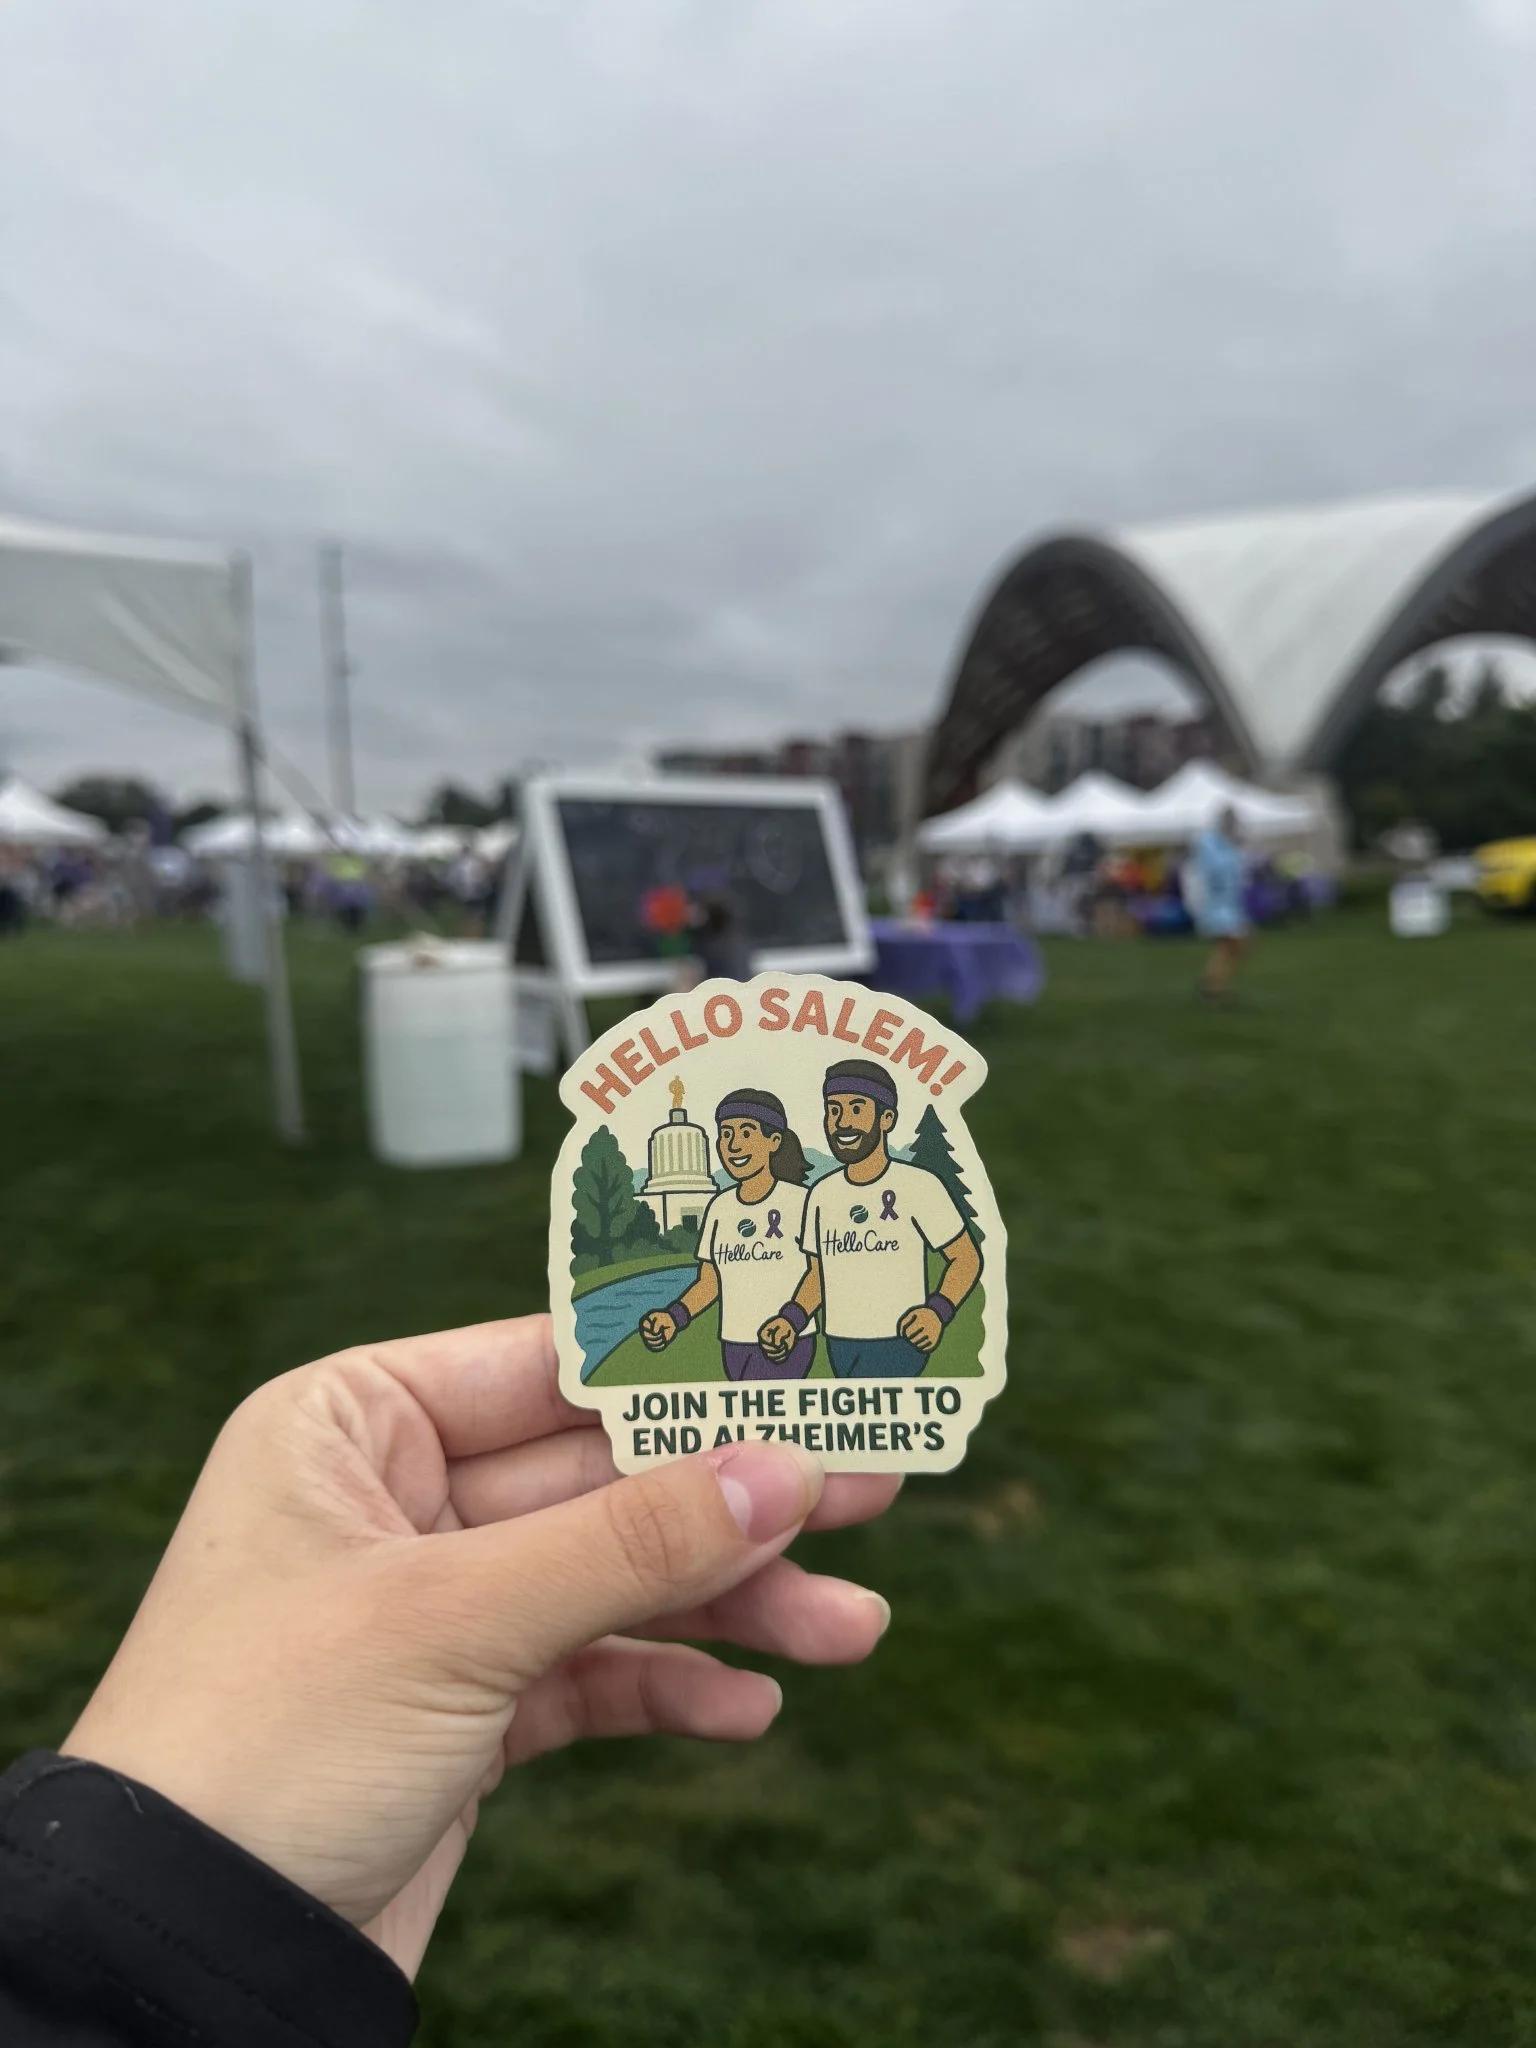 HELLO SALEM!
HelloCare
HelloCare
JOIN THE FIGHT TO
END ALZHEIMER'S